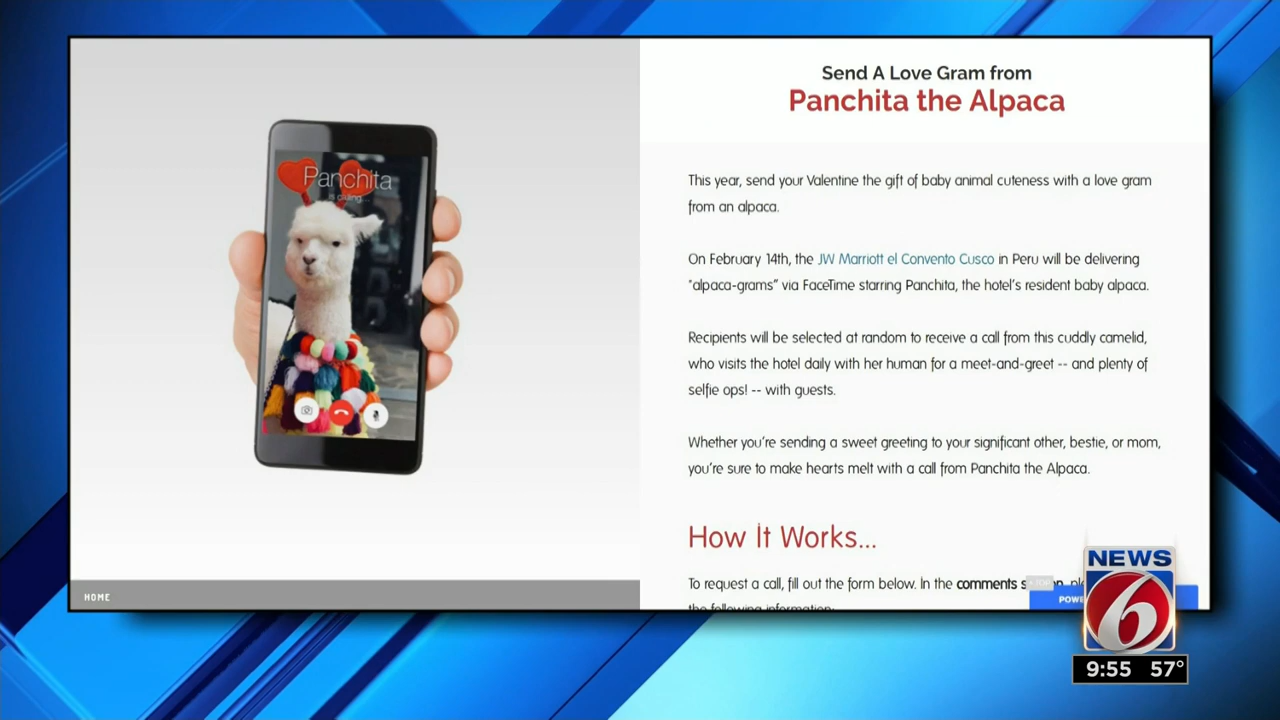 Send A Love Gram from
Panchita the Alpaca
Panchita
is calling...
This year, send your Valentine the gift of baby animal cuteness with a love gram
from an alpaca.
On February 14th, the JW Marriott el Convento Cusco in Peru will be delivering
"alpaca-grams" via FaceTime starring Panchita, the hotel's resident baby alpaca.
Recipients will be selected at random to receive a call from this cuddly camelid,
who visits the hotel daily with her human for a meet-and-greet -- and plenty of
selfie ops! -- with guests.
Whether you're sending a sweet greeting to your significant other, bestie, or mom,
you're sure to make hearts melt with a call from Panchita the Alpaca.
How It Works...
To request a call, fill out the form below. In the comments
the following information:
HOME
NEWS
6
9:55 57°